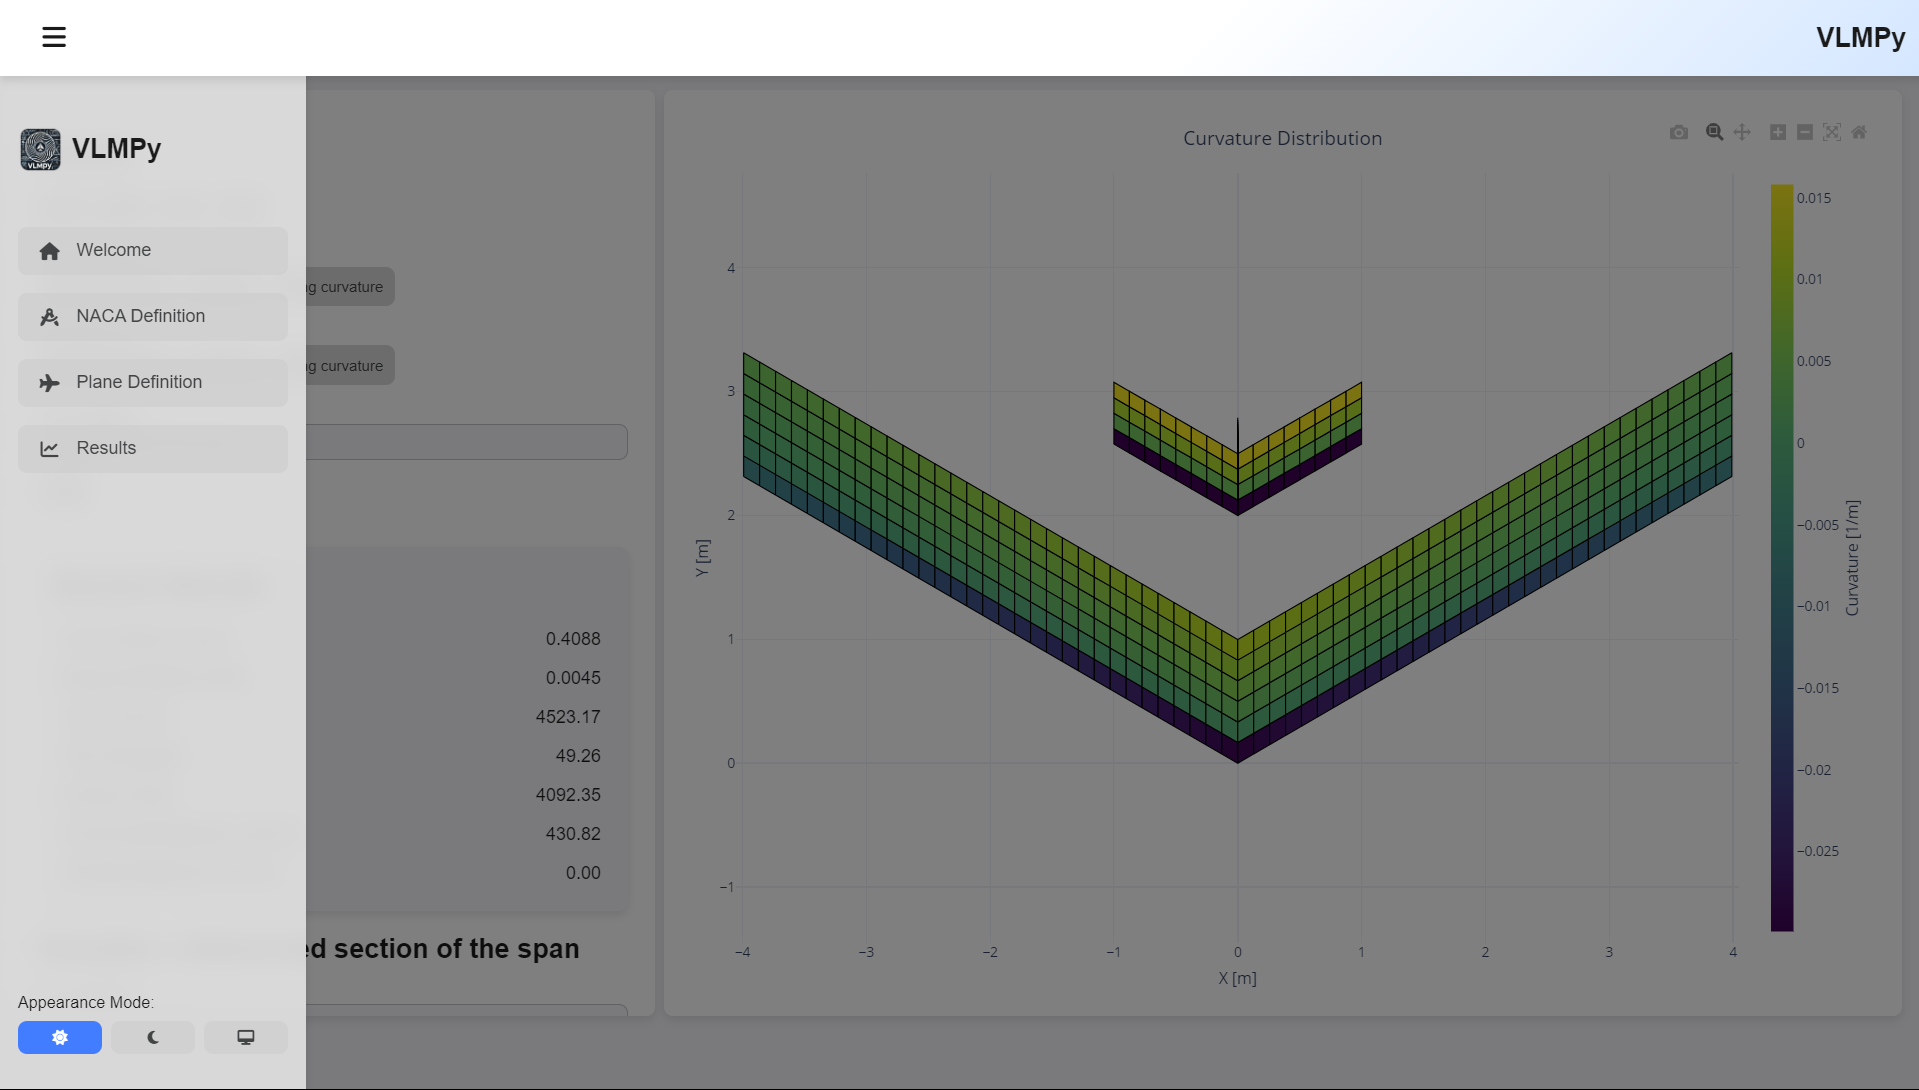 VLMPy
VLMPy
VLMPy
Welcome
NACA Definition
Plane Definition
Results
Appearance Mode:
g curvature
g curvature
0.4088
0.0045
4523.17
49.26
4092.35
430.82
0.00
ed section of the span
Curvature Distribution
4
3
2
1
0
−1
Y [m]
−4
−3
−2
−1
0
1
2
3
4
X [m]
0.015
0.01
0.005
0
−0.005
−0.01
−0.015
−0.02
−0.025
Curvature [1/m]